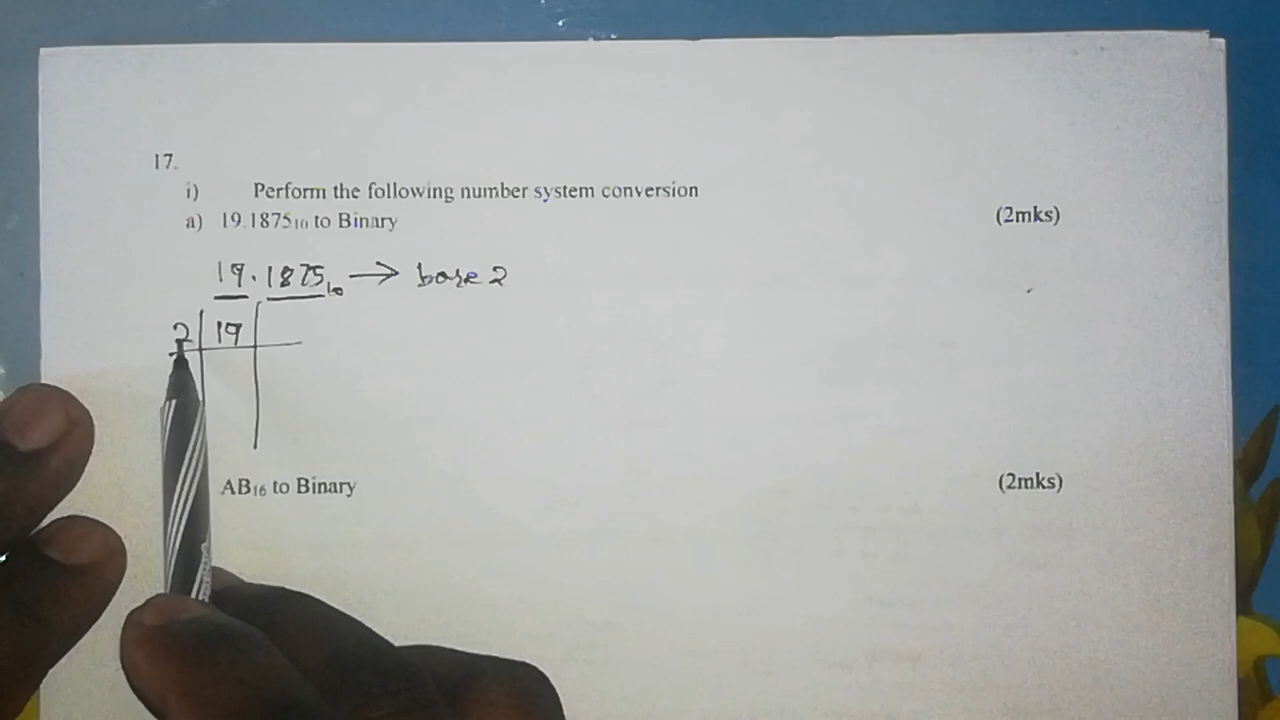 17.
i) Perform the following number system conversion
a) 19.1875₁₀ to Binary (2mks)
19.1875₁₀ → base 2
2 | 19
AB₁₆ to Binary (2mks)